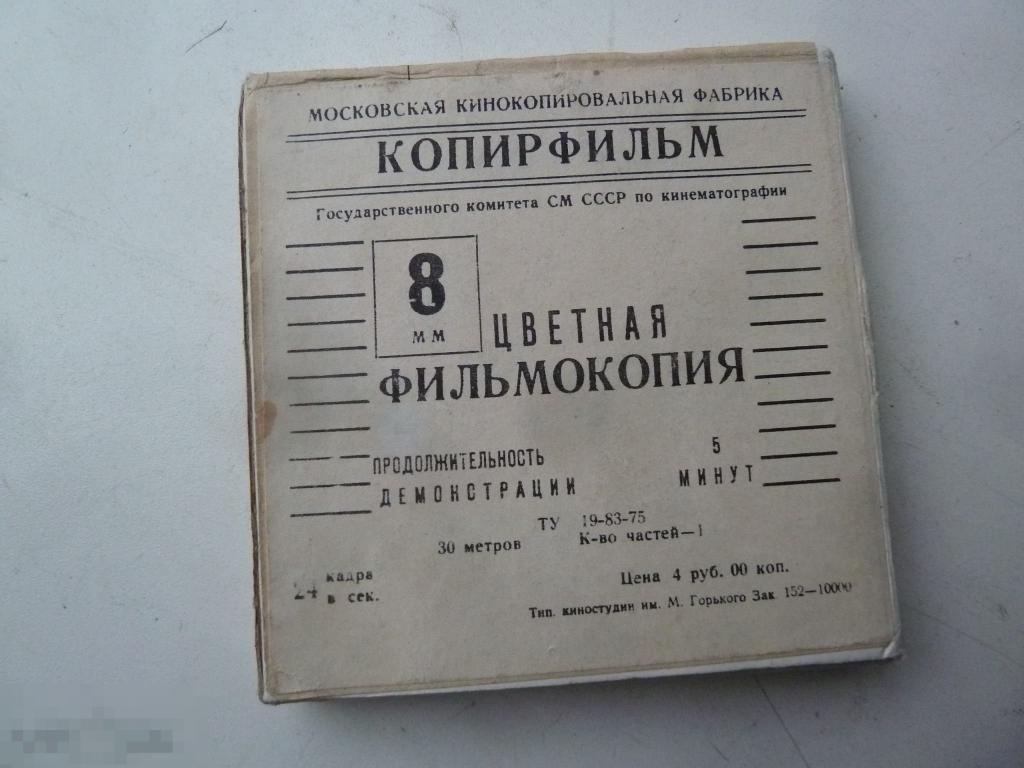 МОСКОВСКАЯ КИНОКОПИРОВАЛЬНАЯ ФАБРИКА
КОПИРФИЛЬМ
Государственного комитета СМ СССР по кинематографии
8
мм
ЦВЕТНАЯ
ФИЛЬМОКОПИЯ
ПРОДОЛЖИТЕЛЬНОСТЬ 5
ДЕМОНСТРАЦИИ МИНУТ
ТУ 19-83-75
30 метров К-во частей—1
24 кадра
в сек.
Цена 4 руб. 00 коп.
Тип. киностудии им. М. Горького Зак 152—10000